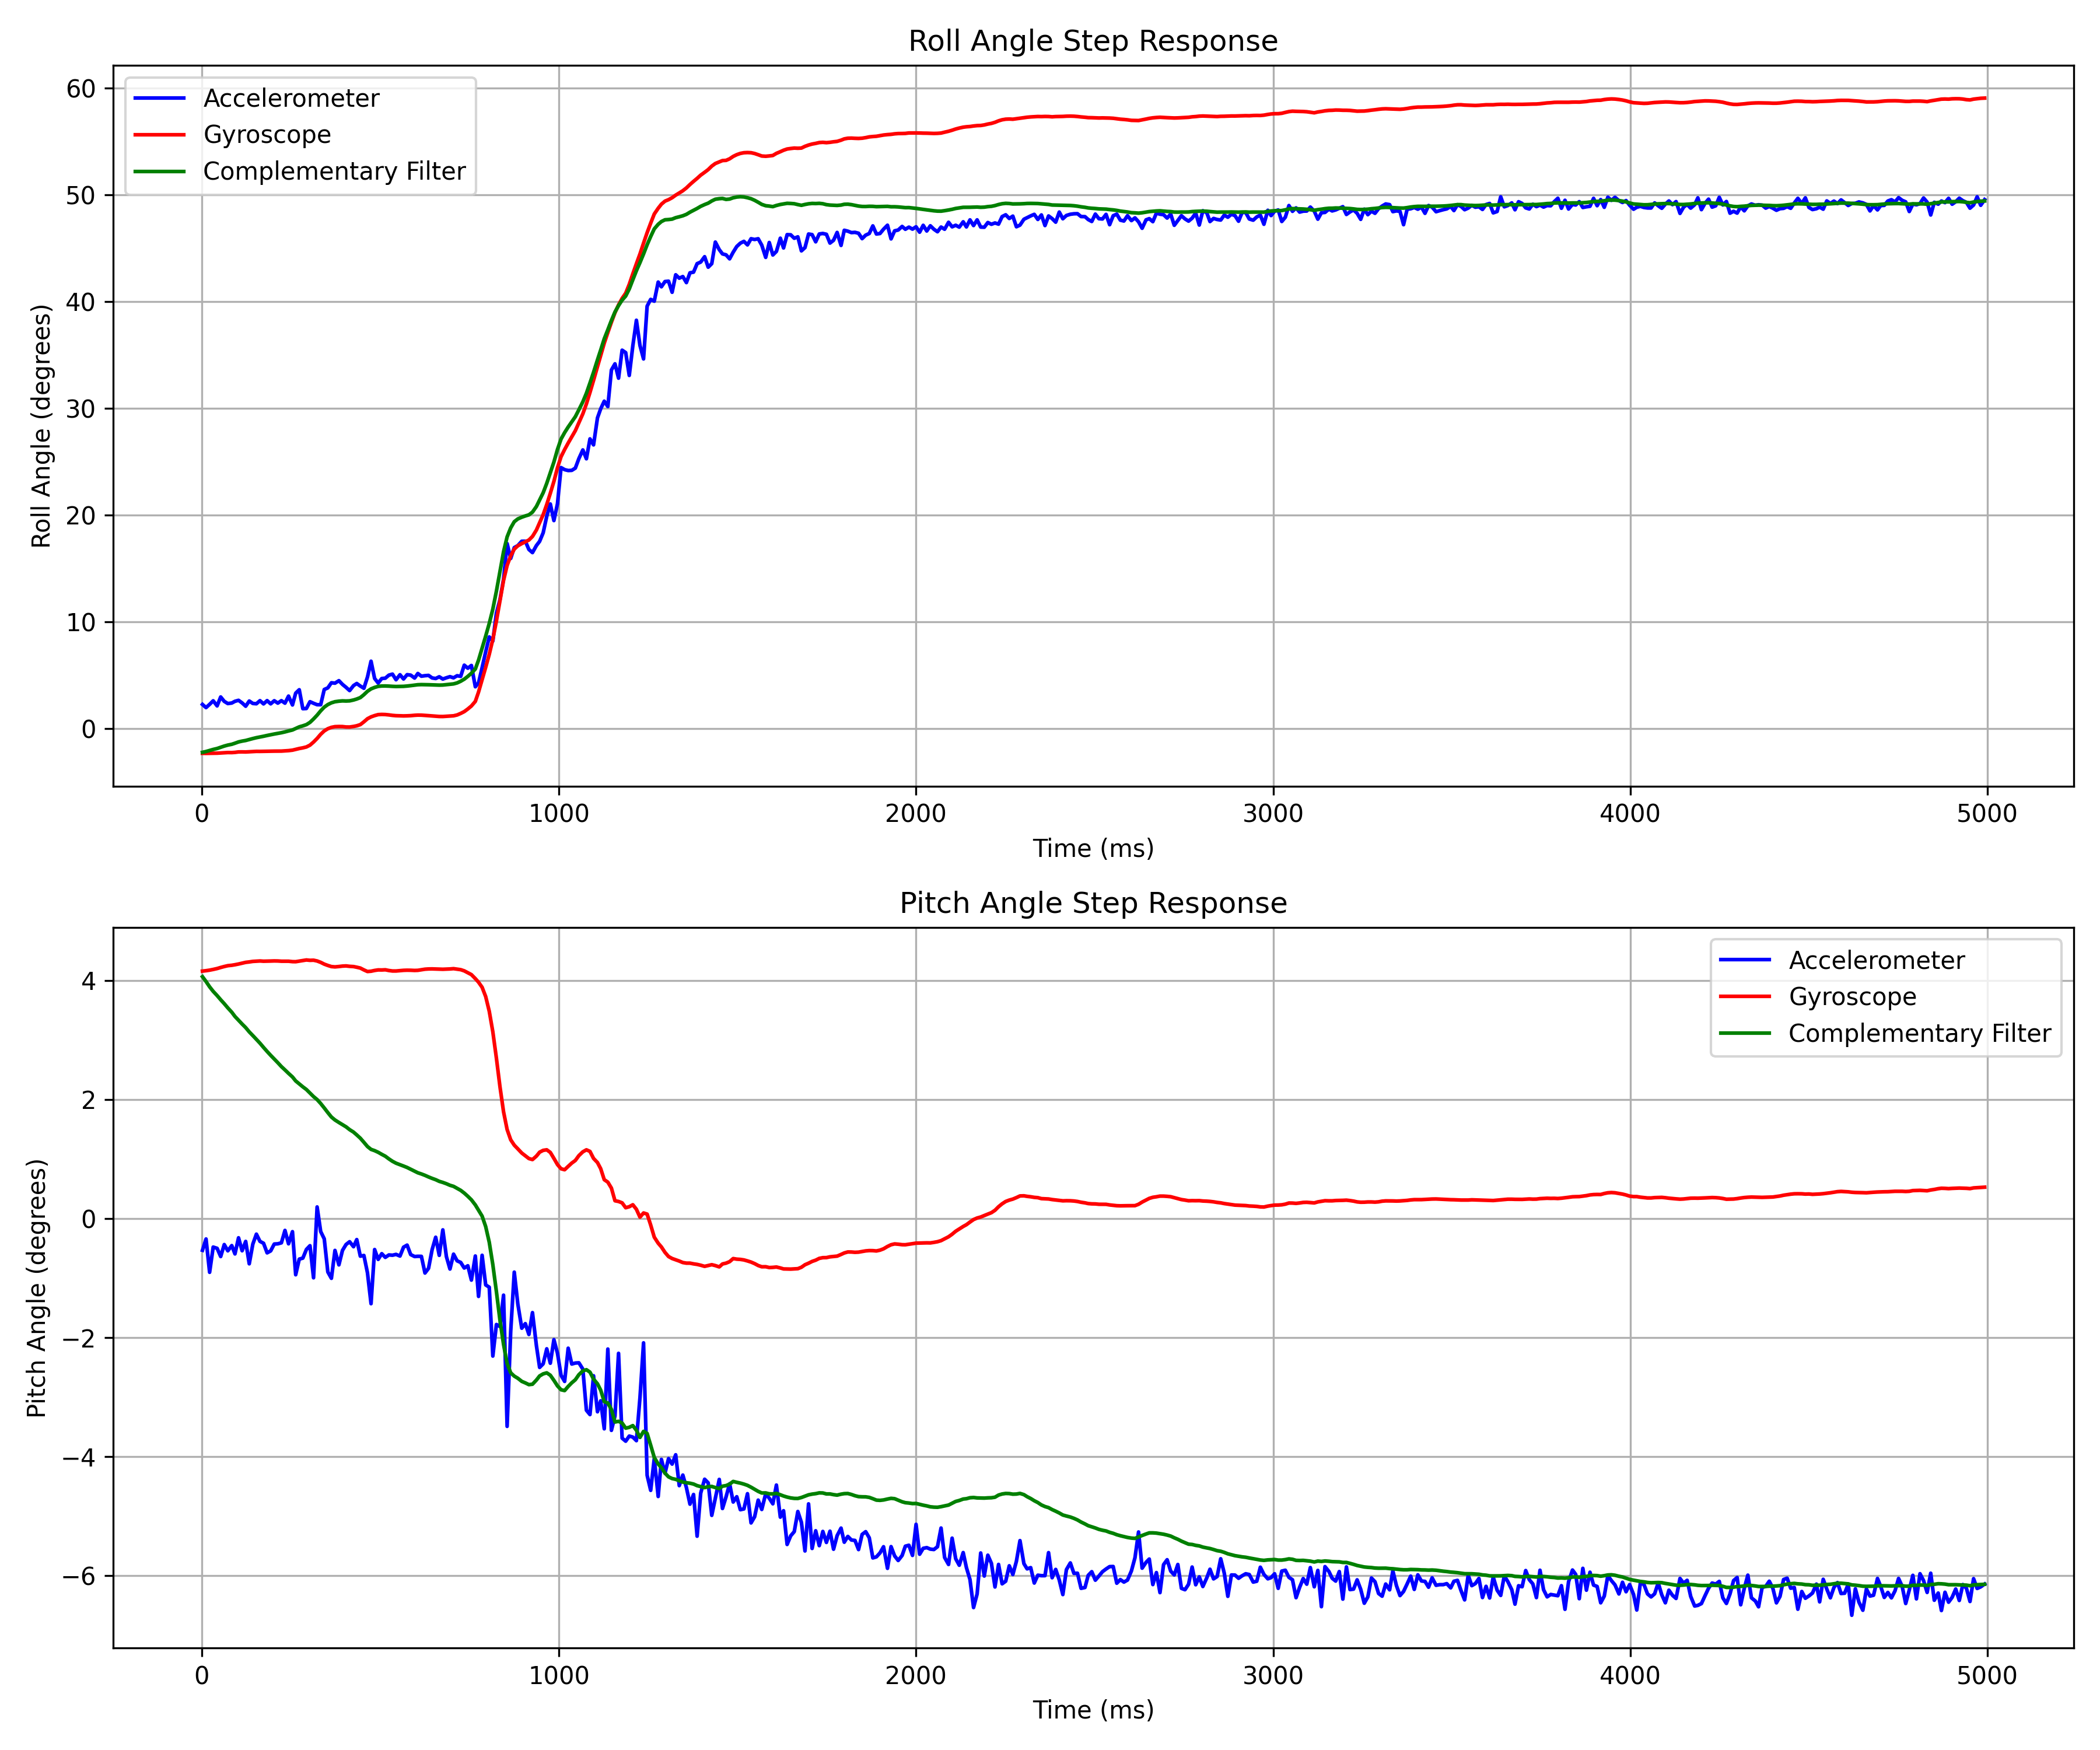 Roll Angle Step Response
Accelerometer
Gyroscope
Complementary Filter
Roll Angle (degrees)
60
50
40
30
20
10
0
0 1000 2000 3000 4000 5000
Time (ms)
Pitch Angle Step Response
Accelerometer
Gyroscope
Complementary Filter
Pitch Angle (degrees)
4
2
0
−2
−4
−6
0 1000 2000 3000 4000 5000
Time (ms)